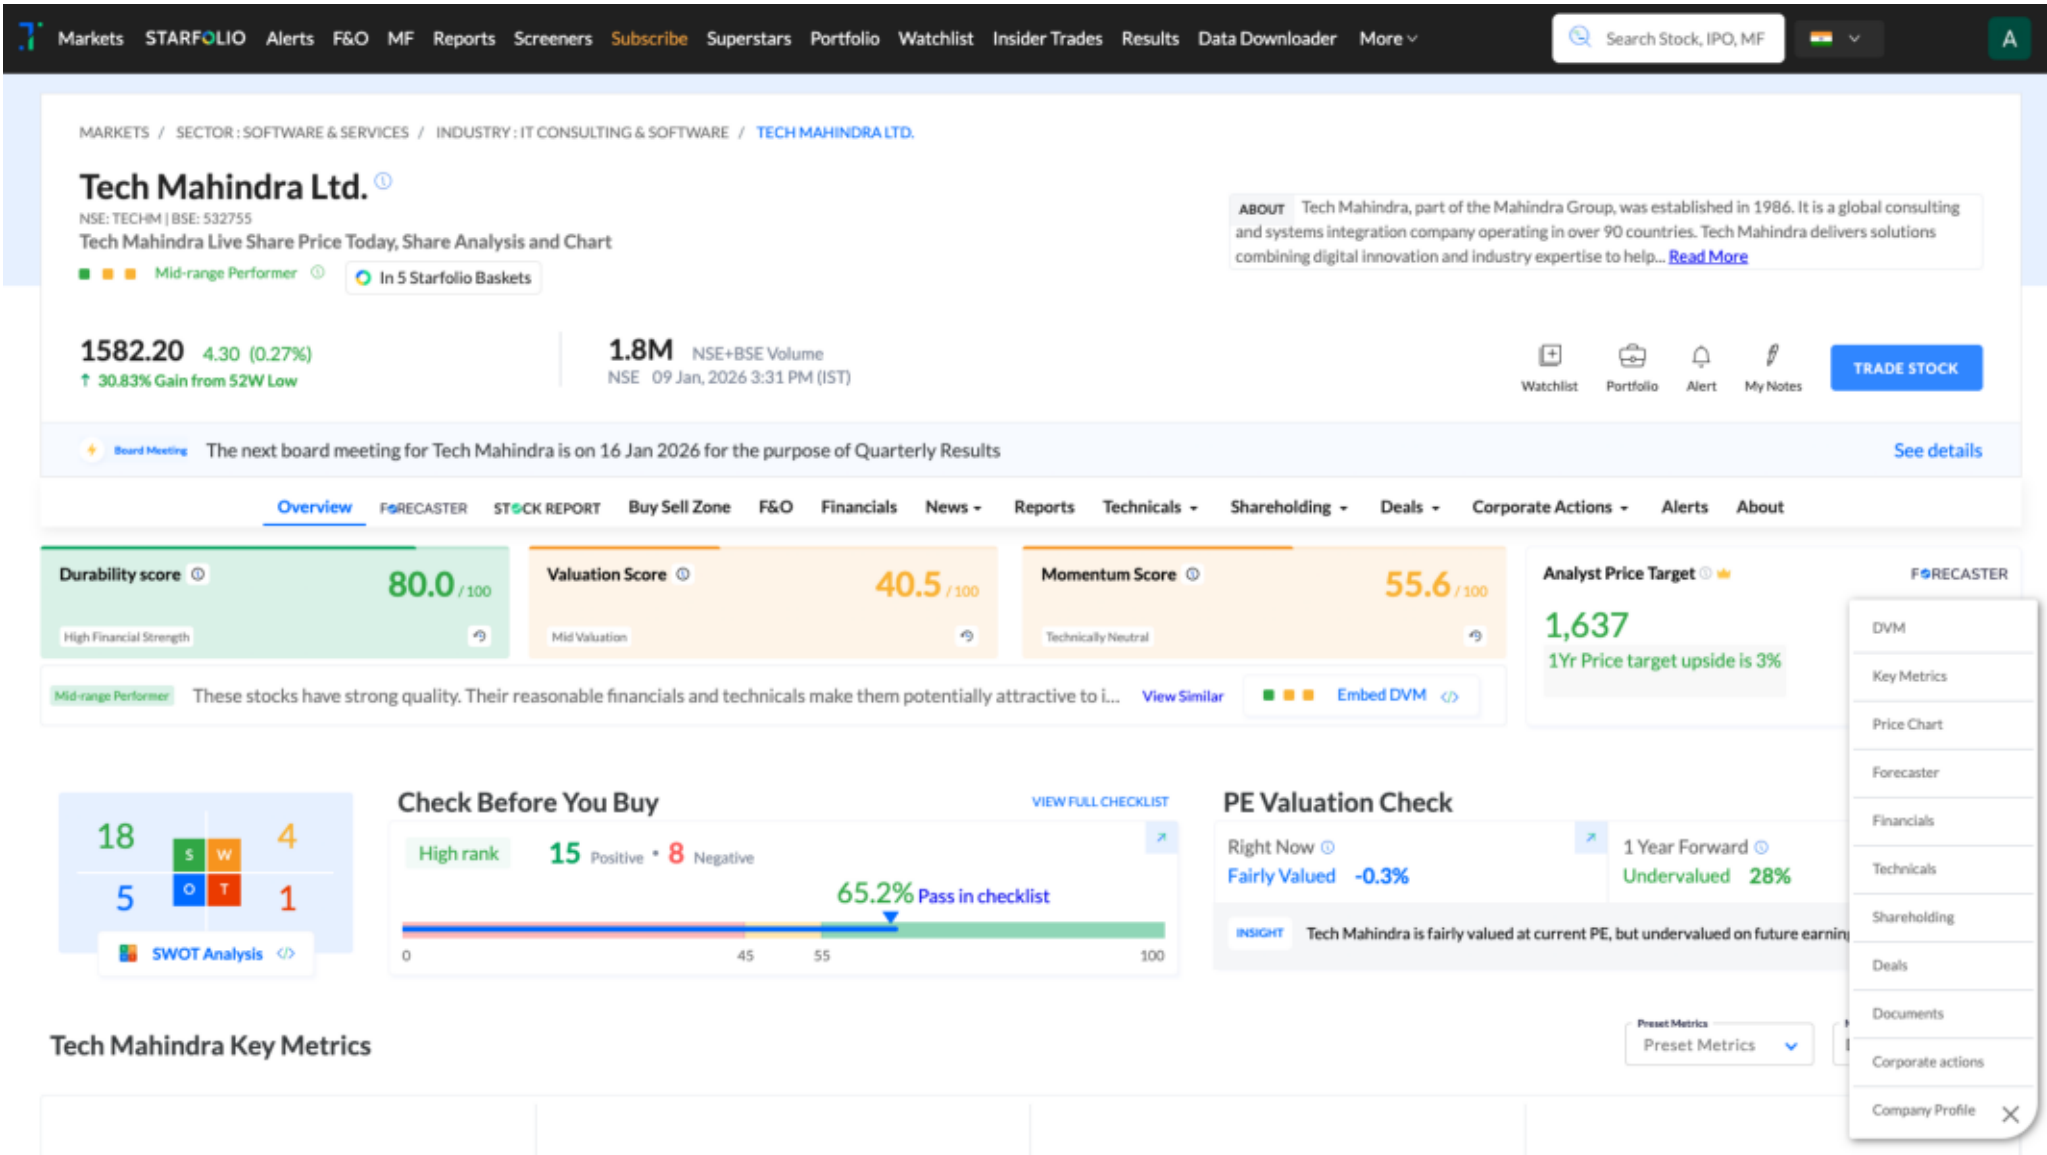 Markets STARFOLIO Alerts F&O MF Reports Screeners Subscribe Superstars Portfolio Watchlist Insider Trades Results Data Downloader More Search Stock, IPO, MF A
MARKETS / SECTOR : SOFTWARE & SERVICES / INDUSTRY : IT CONSULTING & SOFTWARE / TECH MAHINDRA LTD.
Tech Mahindra Ltd.
NSE: TECHM | BSE: 532755
Tech Mahindra Live Share Price Today, Share Analysis and Chart
Mid-range Performer In 5 Starfolio Baskets
ABOUT Tech Mahindra, part of the Mahindra Group, was established in 1986. It is a global consulting
and systems integration company operating in over 90 countries. Tech Mahindra delivers solutions
combining digital innovation and industry expertise to help... Read More
1582.20 4.30 (0.27%)
↑ 30.83% Gain from 52W Low
1.8M NSE+BSE Volume
NSE 09 Jan, 2026 3:31 PM (IST)
Watchlist Portfolio Alert My Notes TRADE STOCK
Board Meeting The next board meeting for Tech Mahindra is on 16 Jan 2026 for the purpose of Quarterly Results See details
Overview FORECASTER STOCK REPORT Buy Sell Zone F&O Financials News Reports Technicals Shareholding Deals Corporate Actions Alerts About
Durability score 80.0 / 100
High Financial Strength
Valuation Score 40.5 / 100
Mid Valuation
Momentum Score 55.6 / 100
Technically Neutral
Analyst Price Target FORECASTER
1,637
1Yr Price target upside is 3%
Mid-range Performer These stocks have strong quality. Their reasonable financials and technicals make them potentially attractive to i... View Similar Embed DVM </>
18 S W 4
5 O T 1
SWOT Analysis </>
Check Before You Buy VIEW FULL CHECKLIST
High rank 15 Positive • 8 Negative
65.2% Pass in checklist
0 45 55 100
PE Valuation Check
Right Now
Fairly Valued -0.3%
1 Year Forward
Undervalued 28%
INSIGHT Tech Mahindra is fairly valued at current PE, but undervalued on future
DVM
Key Metrics
Price Chart
Forecaster
Financials
Technicals
Shareholding
Deals
Documents
Corporate actions
Company Profile
Tech Mahindra Key Metrics
Preset Metrics
Preset Metrics